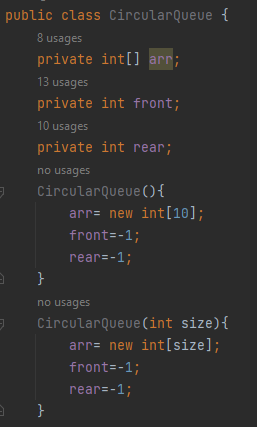 public class CircularQueue {
8 usages
private int[] arr;
13 usages
private int front;
10 usages
private int rear;
no usages
CircularQueue(){
arr= new int[10];
front=-1;
rear=-1;
}
no usages
CircularQueue(int size){
arr= new int[size];
front=-1;
rear=-1;
}